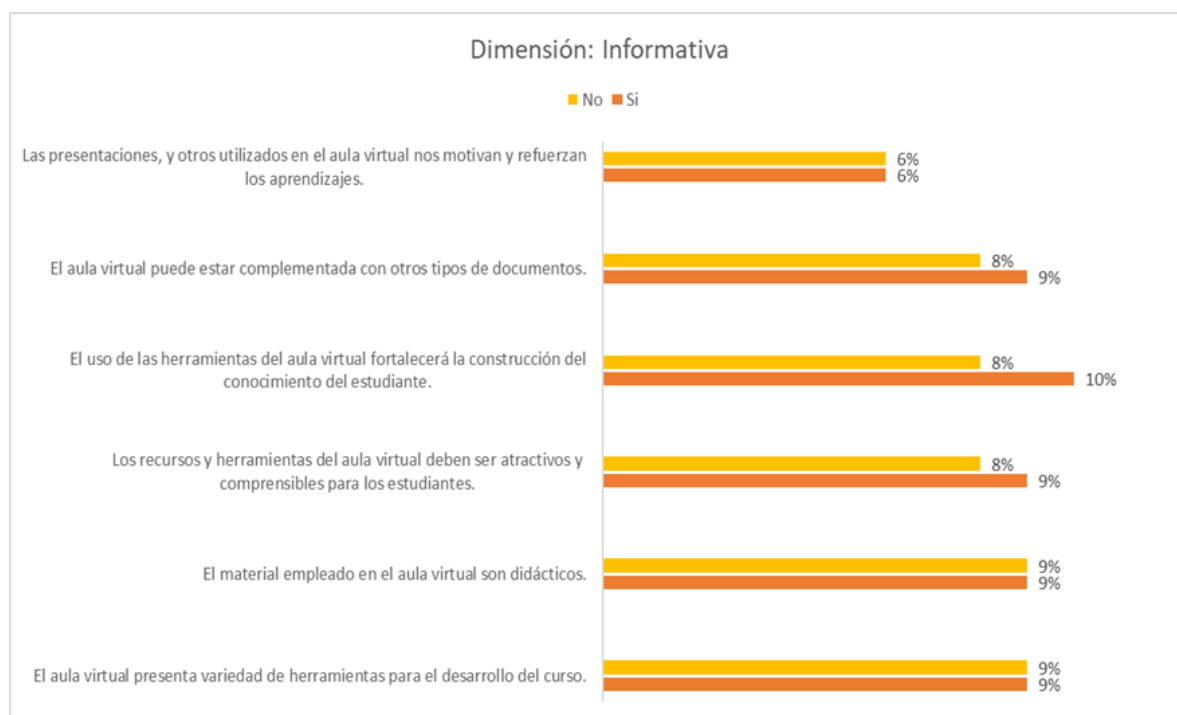 Dimensión: Informativa
No Si
Las presentaciones, y otros utilizados en el aula virtual nos motivan y refuerzan
los aprendizajes.
6%
6%
El aula virtual puede estar complementada con otros tipos de documentos.
8%
9%
El uso de las herramientas del aula virtual fortalecerá la construcción del
conocimiento del estudiante.
8%
10%
Los recursos y herramientas del aula virtual deben ser atractivos y
comprensibles para los estudiantes.
8%
9%
El material empleado en el aula virtual son didácticos.
9%
9%
El aula virtual presenta variedad de herramientas para el desarrollo del curso.
9%
9%